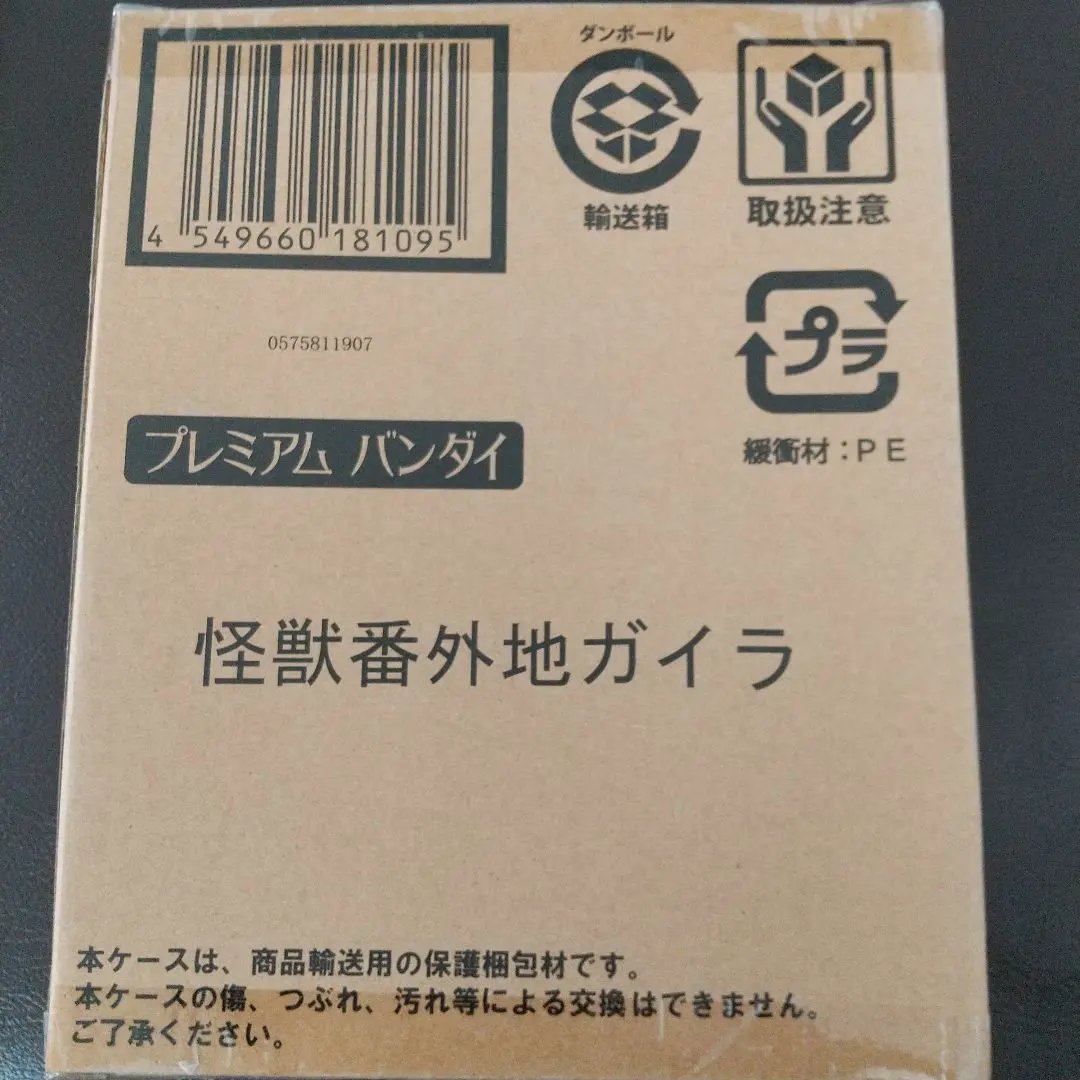 4 549660 181095
ダンボール
輸送箱
取扱注意
0575811907
プラ
緩衝材：PE
プレミアム バンダイ
怪獣番外地ガイラ
本ケースは、商品輸送用の保護梱包材です。
本ケースの傷、つぶれ、汚れ等による交換はできません。
ご了承ください。